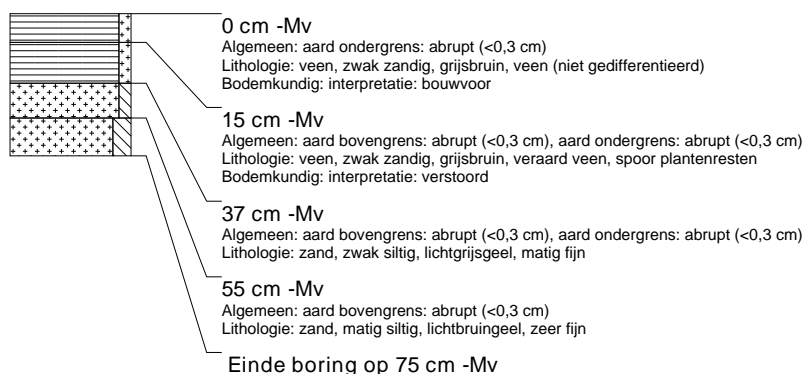 0 cm -Mv
Algemeen: aard ondergrens: abrupt (<0,3 cm)
Lithologie: veen, zwak zandig, grijsbruin, veen (niet gedifferentieerd)
Bodemkundig: interpretatie: bouwvoor
15 cm -Mv
Algemeen: aard bovengrens: abrupt (<0,3 cm), aard ondergrens: abrupt (<0,3 cm)
Lithologie: veen, zwak zandig, grijsbruin, veraard veen, spoor plantenresten
Bodemkundig: interpretatie: verstoord
37 cm -Mv
Algemeen: aard bovengrens: abrupt (<0,3 cm), aard ondergrens: abrupt (<0,3 cm)
Lithologie: zand, zwak siltig, lichtgrijsgeel, matig fijn
55 cm -Mv
Algemeen: aard bovengrens: abrupt (<0,3 cm)
Lithologie: zand, matig siltig, lichtbruingeel, zeer fijn
Einde boring op 75 cm -Mv